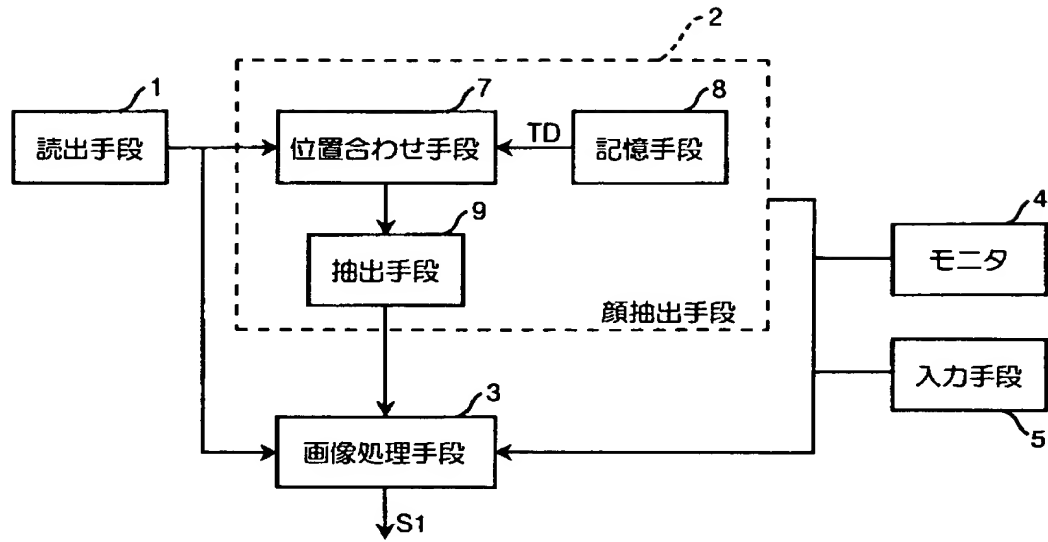 2
1
7
8
読出手段
位置合わせ手段
TD
記憶手段
9
4
抽出手段
モニタ
顔抽出手段
3
入力手段
画像処理手段
5
S1